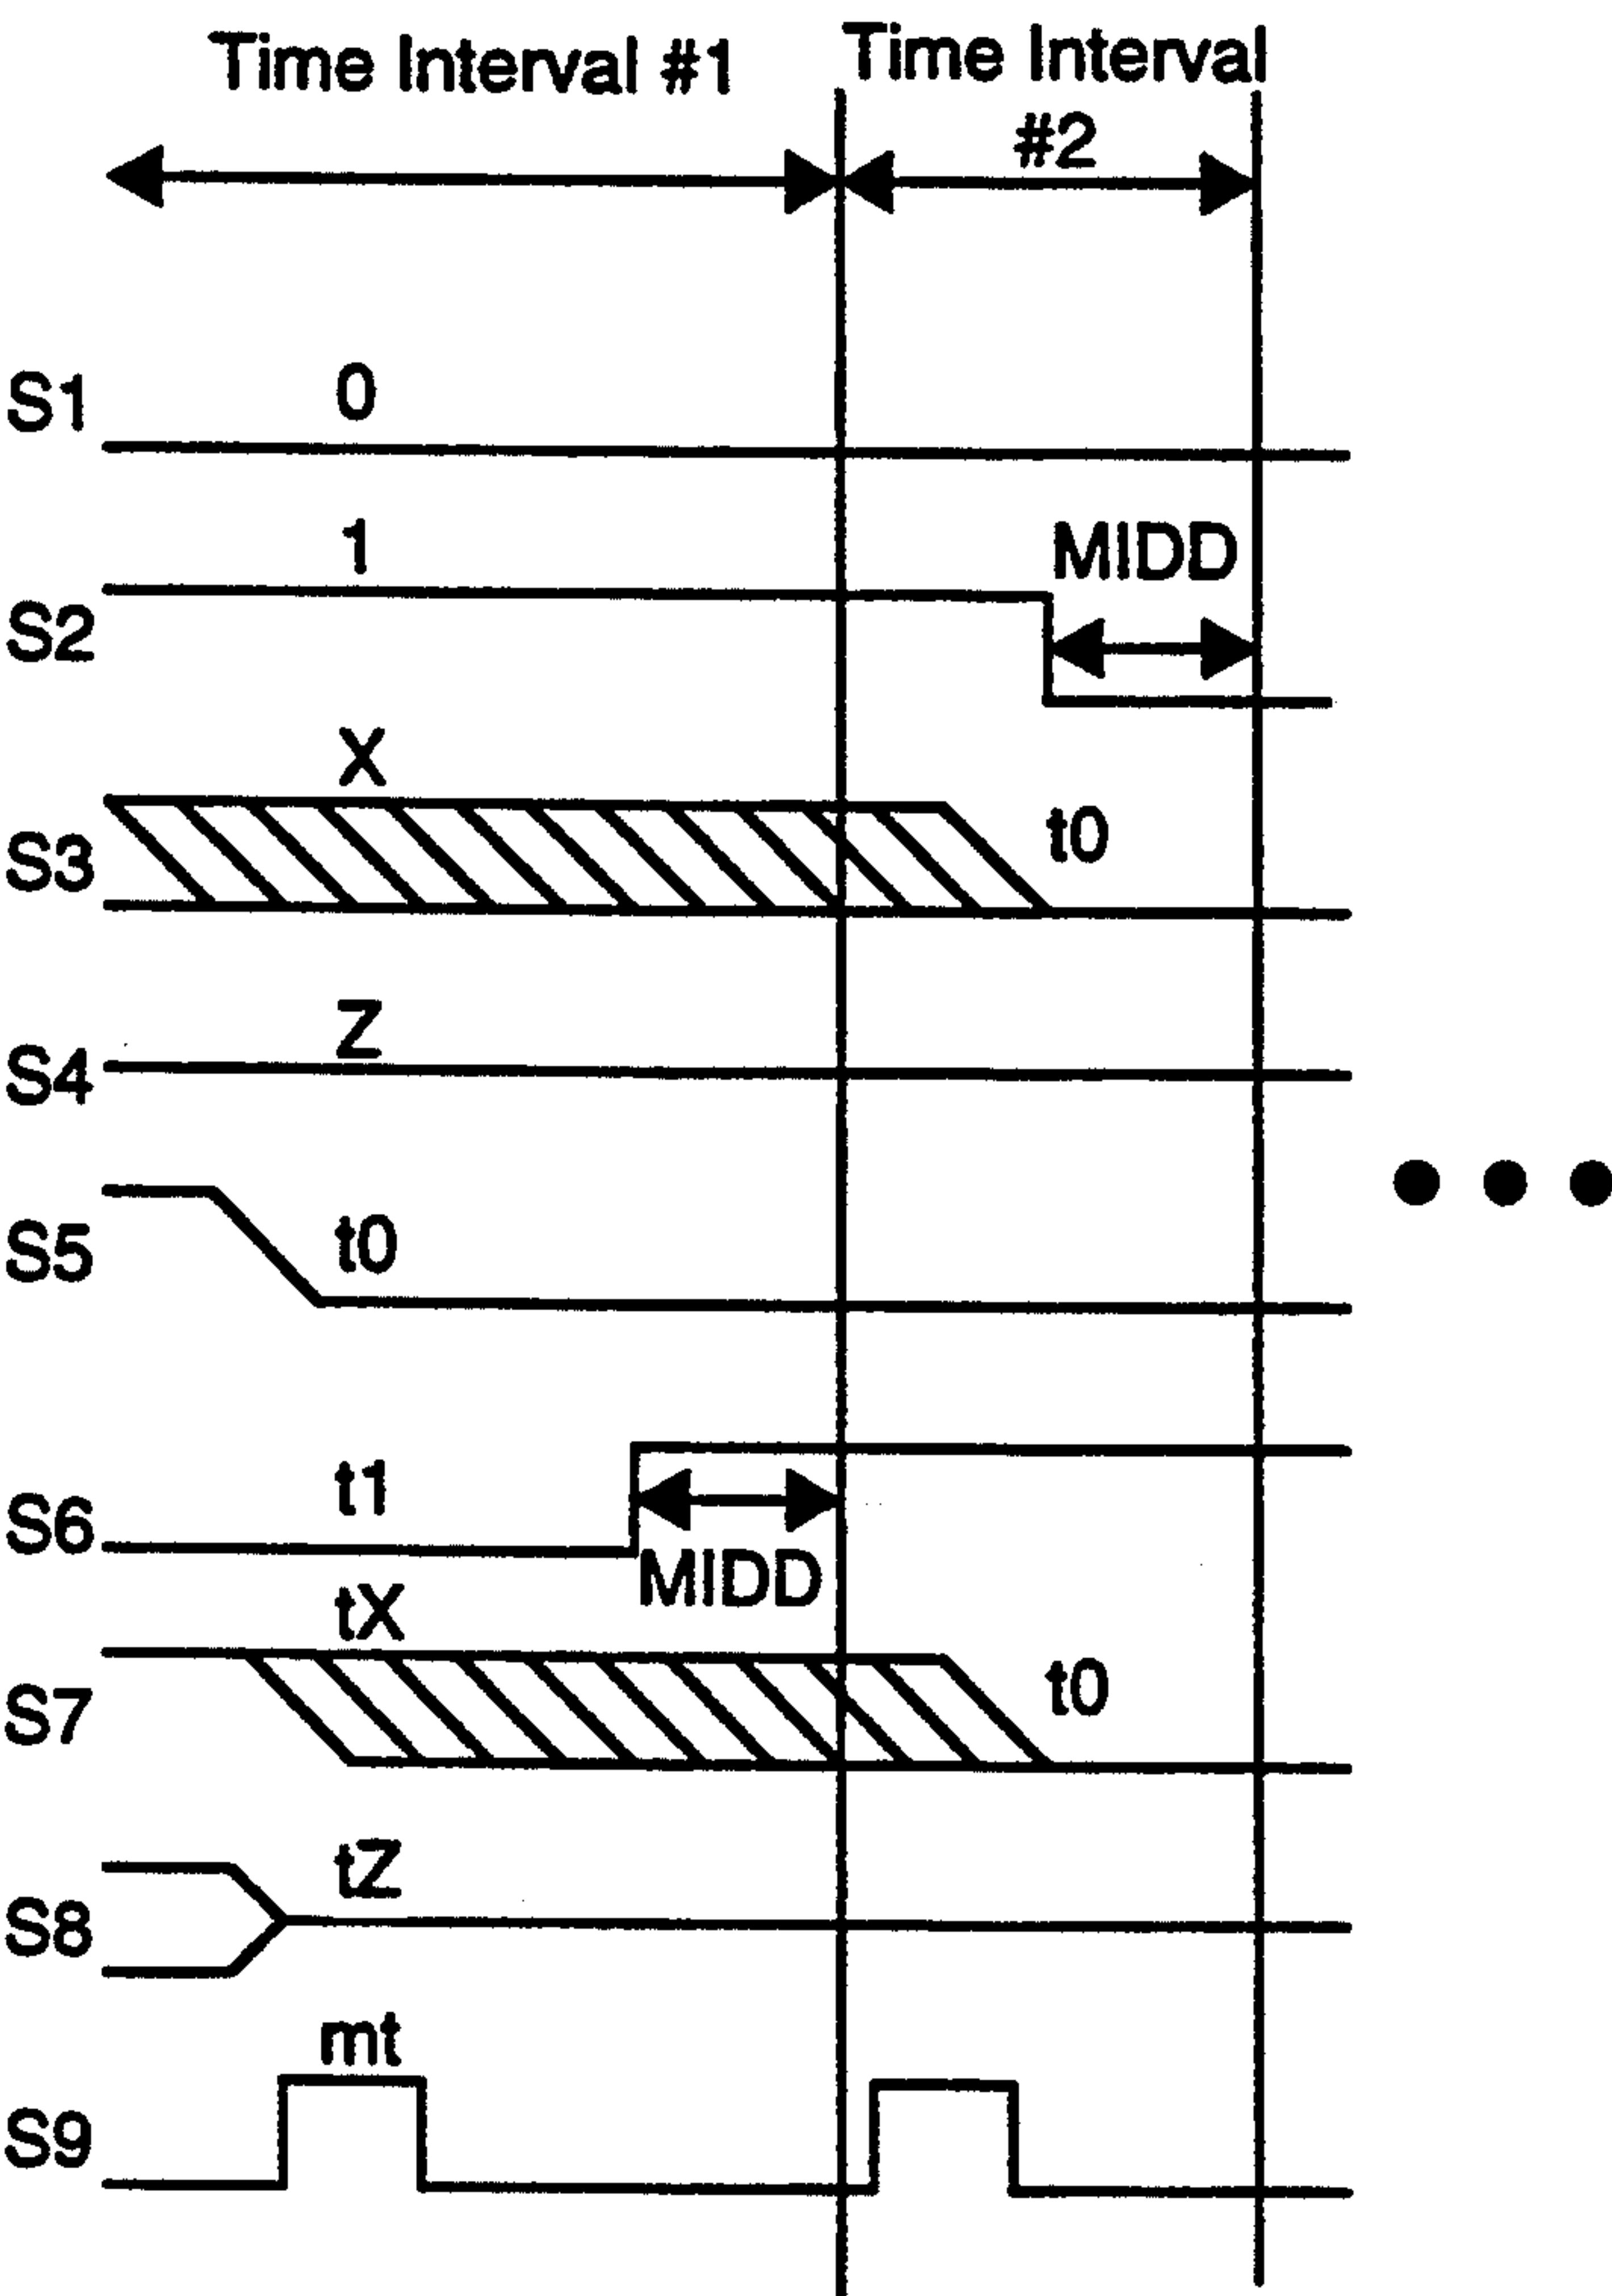 Time Interval #1
Time Interval
#2
S1
0
S2
1
MIDD
S3
X
t0
S4
Z
S5
t0
S6
t1
MIDD
S7
tX
t0
S8
tZ
S9
mt